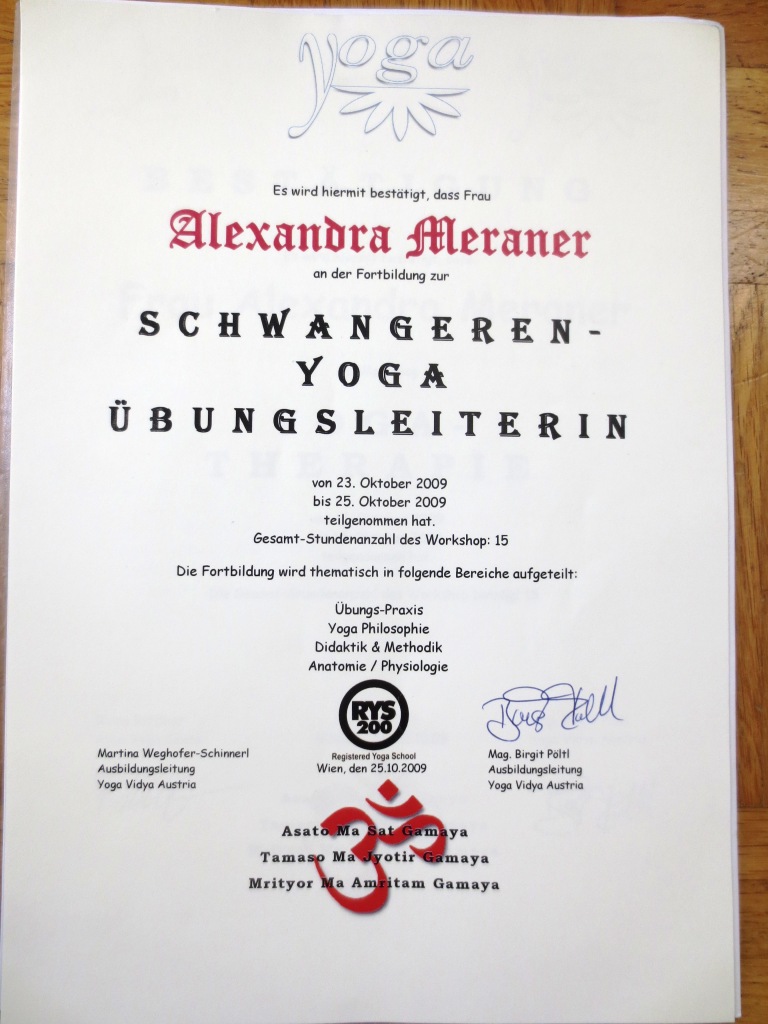 yoga
Es wird hiermit bestätigt, dass Frau
Alexandra Meraner
an der Fortbildung zur
SCHWANGEREN-
YOGA
ÜBUNGSLEITERIN
von 23. Oktober 2009
bis 25. Oktober 2009
teilgenommen hat.
Gesamt-Stundenanzahl des Workshop: 15
Die Fortbildung wird thematisch in folgende Bereiche aufgeteilt:
Übungs-Praxis
Yoga Philosophie
Didaktik & Methodik
Anatomie / Physiologie
RYS
200
Registered Yoga School
Wien, den 25.10.2009
Martina Weghofer-Schinnerl
Ausbildungsleitung
Yoga Vidya Austria
Mag. Birgit Pöltl
Ausbildungsleitung
Yoga Vidya Austria
ॐ
Asato Ma Sat Gamaya
Tamaso Ma Jyotir Gamaya
Mrityor Ma Amritam Gamaya